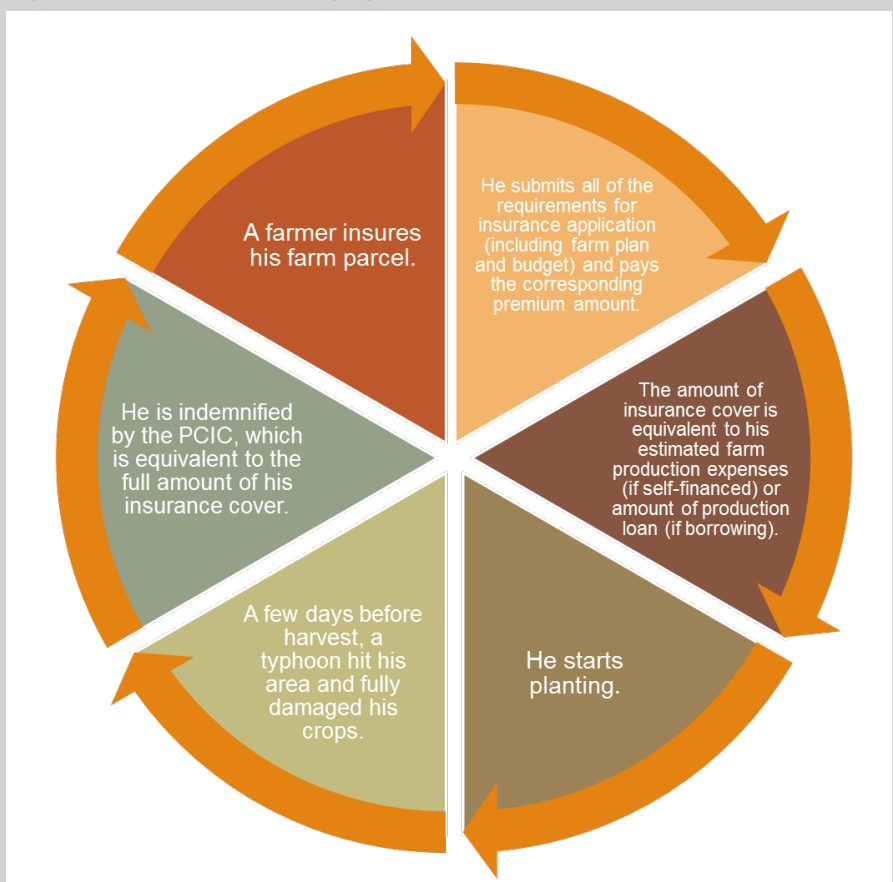 A farmer insures
his farm parcel.
He submits all of the
requirements for
insurance application
(including farm plan
and budget) and pays
the corresponding
premium amount.
The amount of
insurance cover is
equivalent to his
estimated farm
production expenses
(if self-financed) or
amount of production
loan (if borrowing).
He starts
planting.
A few days before
harvest, a
typhoon hit his
area and fully
damaged his
crops.
He is indemnified
by the PCIC, which
is equivalent to the
full amount of his
insurance cover.